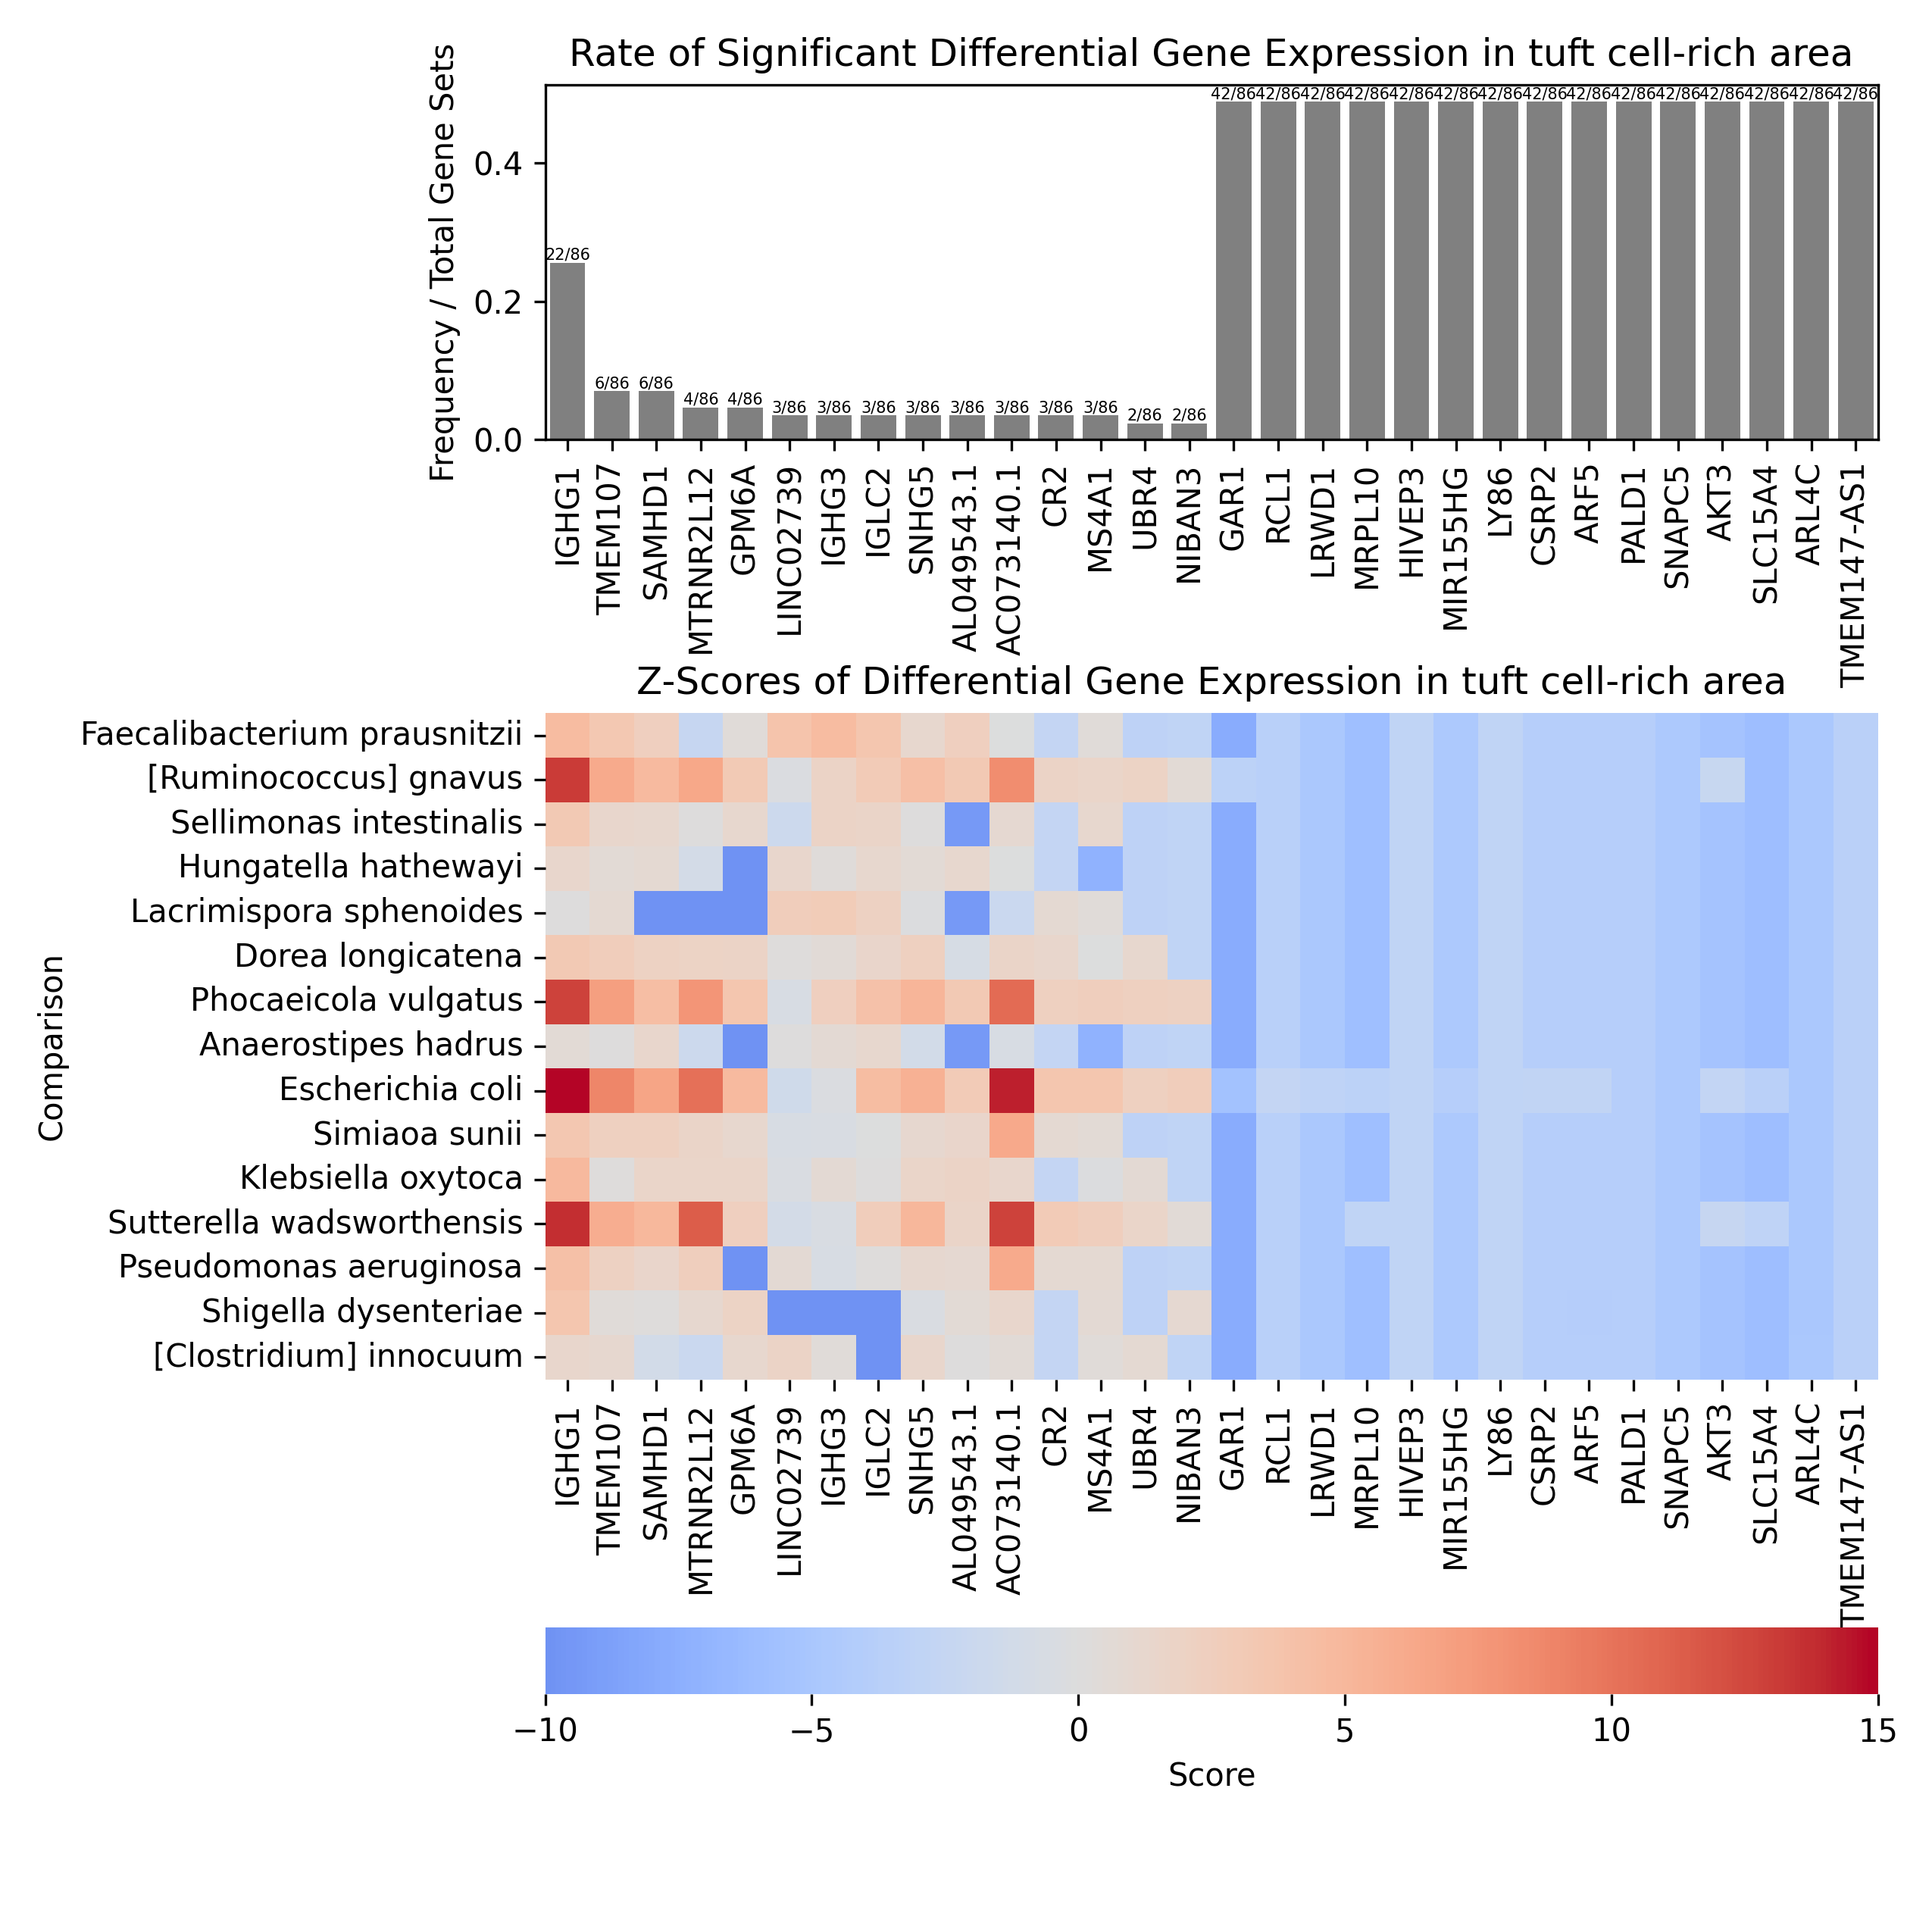 Rate of Significant Differential Gene Expression in tuft cell-rich area
Frequency / Total Gene Sets
0.4
0.2
0.0
22/86 6/86 6/86 4/86 4/86 3/86 3/86 3/86 3/86 3/86 3/86 3/86 3/86 2/86 2/86 42/86 42/86 42/86 42/86 42/86 42/86 42/86 42/86 42/86 42/86 42/86 42/86 42/86 42/86 42/86
IGHG1 TMEM107 SAMHD1 MTRNR2L12 GPM6A LINC02739 IGHG3 IGLC2 SNHG5 AL049543.1 AC073140.1 CR2 MS4A1 UBR4 NIBAN3 GAR1 RCL1 LRWD1 MRPL10 HIVEP3 MIR155HG LY86 CSRP2 ARF5 PALD1 SNAPC5 AKT3 SLC15A4 ARL4C TMEM147-AS1
Z-Scores of Differential Gene Expression in tuft cell-rich area
Comparison
Faecalibacterium prausnitzii
[Ruminococcus] gnavus
Sellimonas intestinalis
Hungatella hathewayi
Lacrimispora sphenoides
Dorea longicatena
Phocaeicola vulgatus
Anaerostipes hadrus
Escherichia coli
Simiaoa sunii
Klebsiella oxytoca
Sutterella wadsworthensis
Pseudomonas aeruginosa
Shigella dysenteriae
[Clostridium] innocuum
IGHG1 TMEM107 SAMHD1 MTRNR2L12 GPM6A LINC02739 IGHG3 IGLC2 SNHG5 AL049543.1 AC073140.1 CR2 MS4A1 UBR4 NIBAN3 GAR1 RCL1 LRWD1 MRPL10 HIVEP3 MIR155HG LY86 CSRP2 ARF5 PALD1 SNAPC5 AKT3 SLC15A4 ARL4C TMEM147-AS1
−10 −5 0 5 10 15
Score